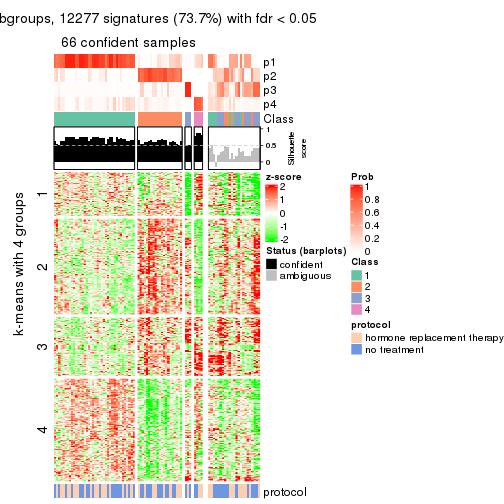 bgroups, 12277 signatures (73.7%) with fdr < 0.05
66 confident samples
p1
p2
p3
p4
Class
1
0.5
0
Silhouette
score
k-means with 4 groups
1
2
3
4
z-score
2
1
0
-1
-2
Status (barplots)
confident
ambiguous
Prob
1
0.8
0.6
0.4
0.2
0
Class
1
2
3
4
protocol
hormone replacement therapy
no treatment
protocol